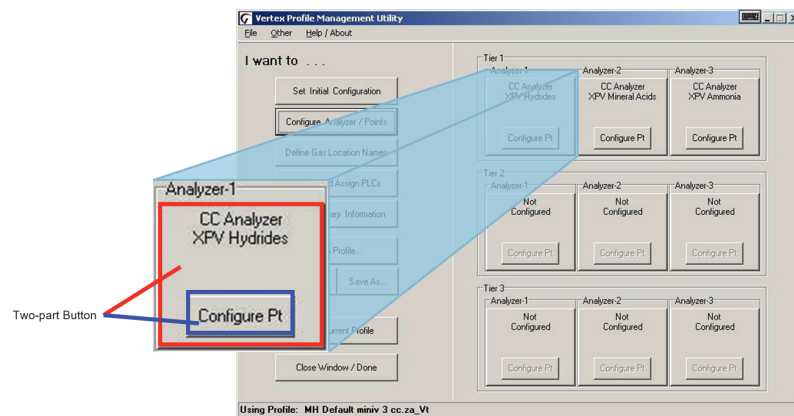 Vertex Profile Management Utility
File Other Help / About
I want to . . .
Set Initial Configuration
Configure Analyzer / Points
Define Gas Location Names
Assign PLCs
Information
Profile...
Save As...
Profile
Close Window / Done
Tier 1
Analyzer-1
CC Analyzer
XPV Hydrides
Configure Pt
Analyzer-2
CC Analyzer
XPV Mineral Acids
Configure Pt
Analyzer-3
CC Analyzer
XPV Ammonia
Configure Pt
Tier 2
Analyzer-1
Not
Configured
Configure Pt
Analyzer-2
Not
Configured
Configure Pt
Analyzer-3
Not
Configured
Configure Pt
Tier 3
Analyzer-1
Not
Configured
Configure Pt
Analyzer-2
Not
Configured
Configure Pt
Analyzer-3
Not
Configured
Configure Pt
Analyzer-1
CC Analyzer
XPV Hydrides
Configure Pt
Two-part Button
Using Profile: MH Default miniv 3 cc.za_Vt